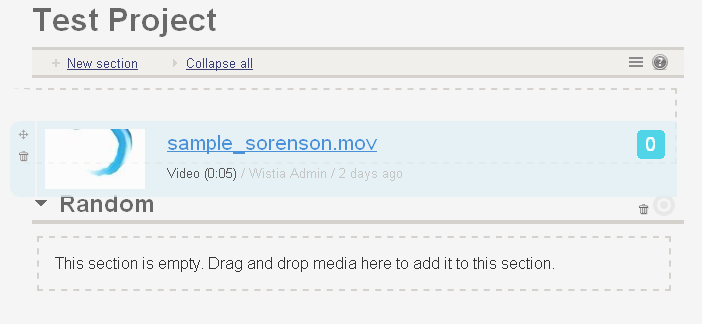 Test Project
New section Collapse all
sample_sorenson.mov
0
Video (0:05) / Wistia Admin / 2 days ago
Random
This section is empty. Drag and drop media here to add it to this section.